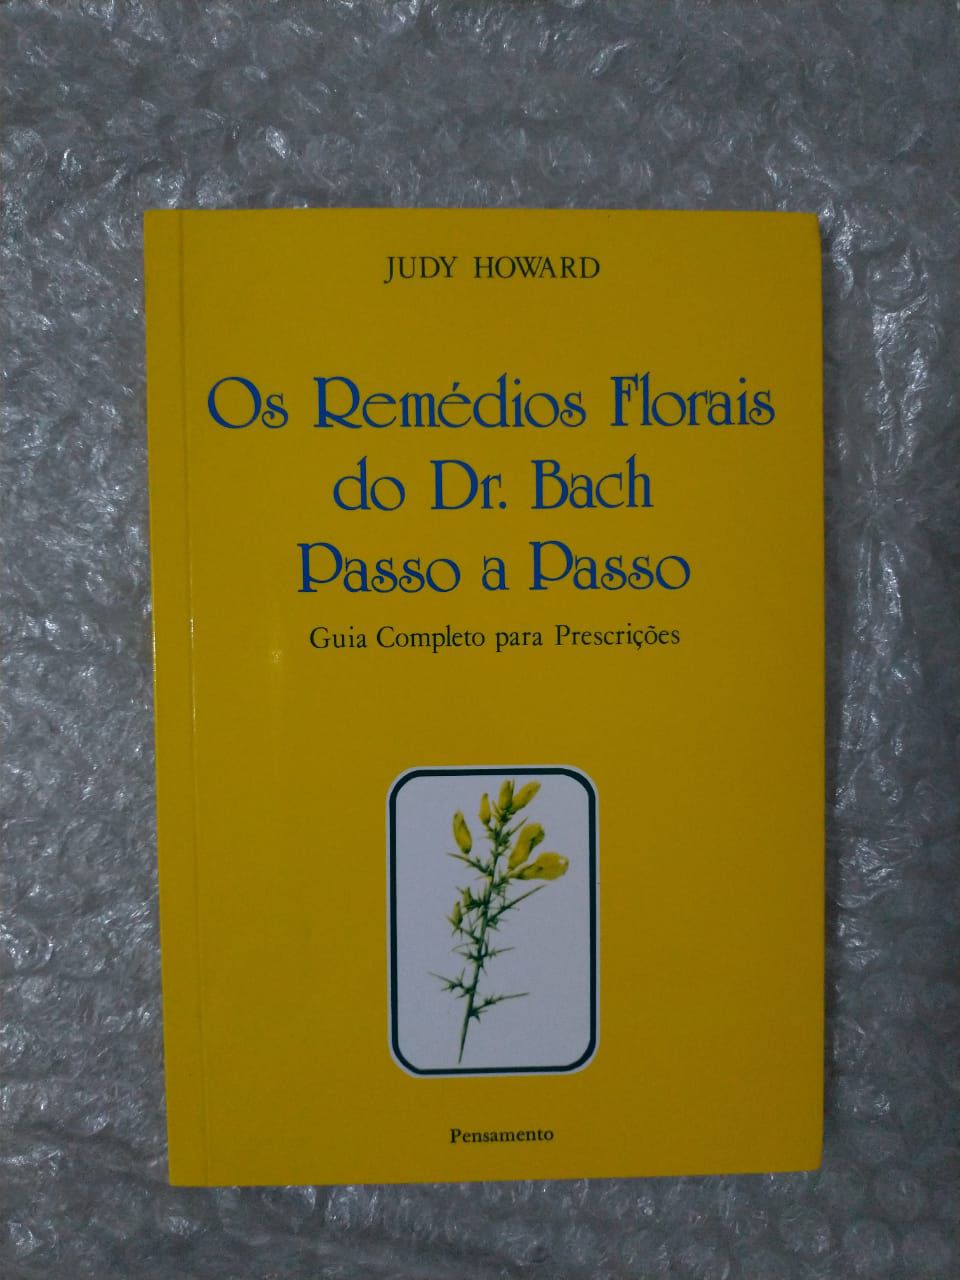 JUDY HOWARD
Os Remédios Florais
do Dr. Bach
Passo a Passo
Guia Completo para Prescrições
Pensamento